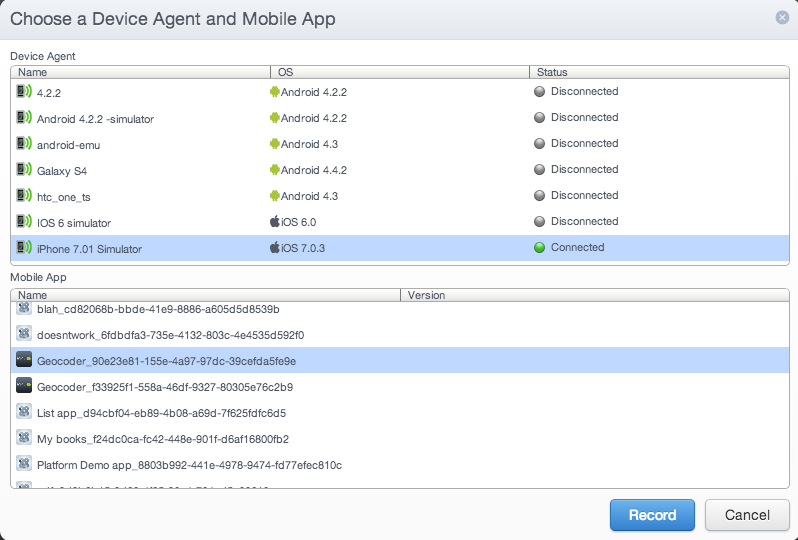 Choose a Device Agent and Mobile App
Device Agent
Name OS Status
4.2.2 Android 4.2.2 Disconnected
Android 4.2.2 -simulator Android 4.2.2 Disconnected
android-emu Android 4.3 Disconnected
Galaxy S4 Android 4.4.2 Disconnected
htc_one_ts Android 4.3 Disconnected
IOS 6 simulator iOS 6.0 Disconnected
iPhone 7.01 Simulator iOS 7.0.3 Connected
Mobile App
Name Version
blah_cd82068b-bbde-41e9-8886-a605d5d8539b
doesntwork_6fdbdfa3-735e-4132-803c-4e4535d592f0
Geocoder_90e23e81-155e-4a97-97dc-39cefda5fe9e
Geocoder_f33925f1-558a-46df-9327-80305e76c2b9
List app_d94cbf04-eb89-4b08-a69d-7f625fdfc6d5
My books_f24dc0ca-fc42-448e-901f-d6af16800fb2
Platform Demo app_8803b992-441e-4978-9474-fd77efec810c
Record Cancel